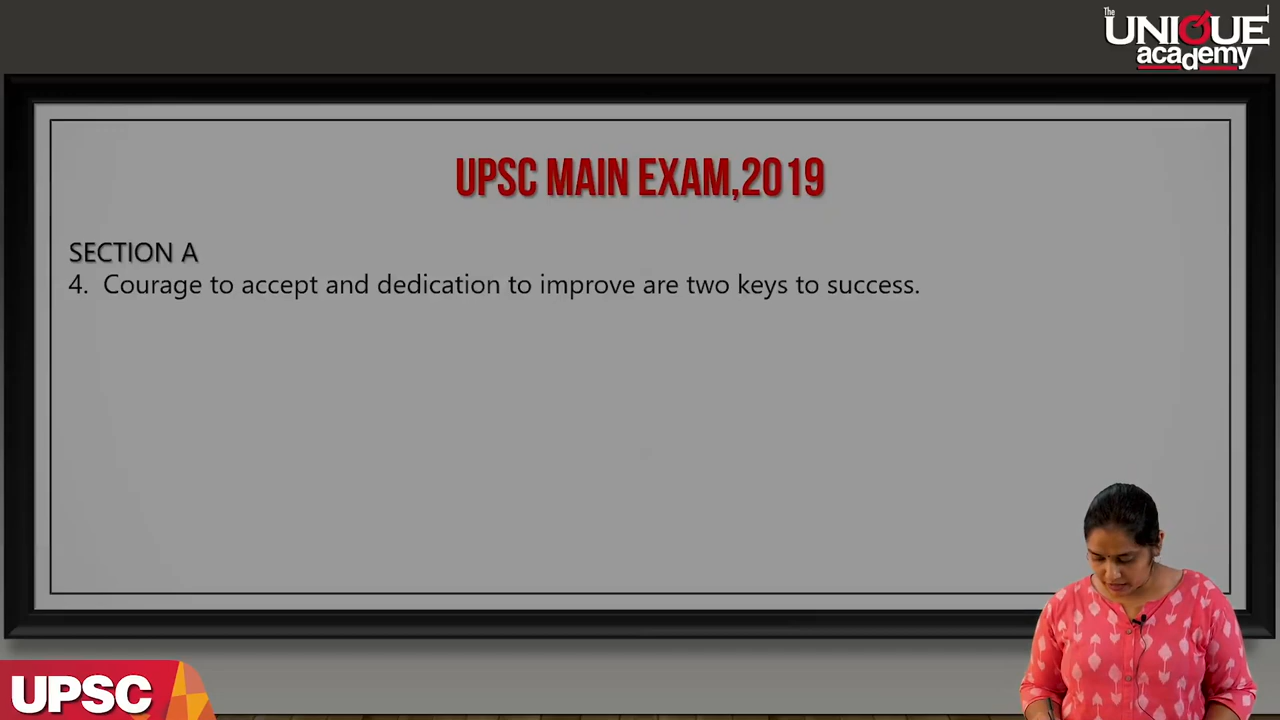 The
UNIQUE
academy
UPSC MAIN EXAM,2019
SECTION A
4. Courage to accept and dedication to improve are two keys to success.
UPSC